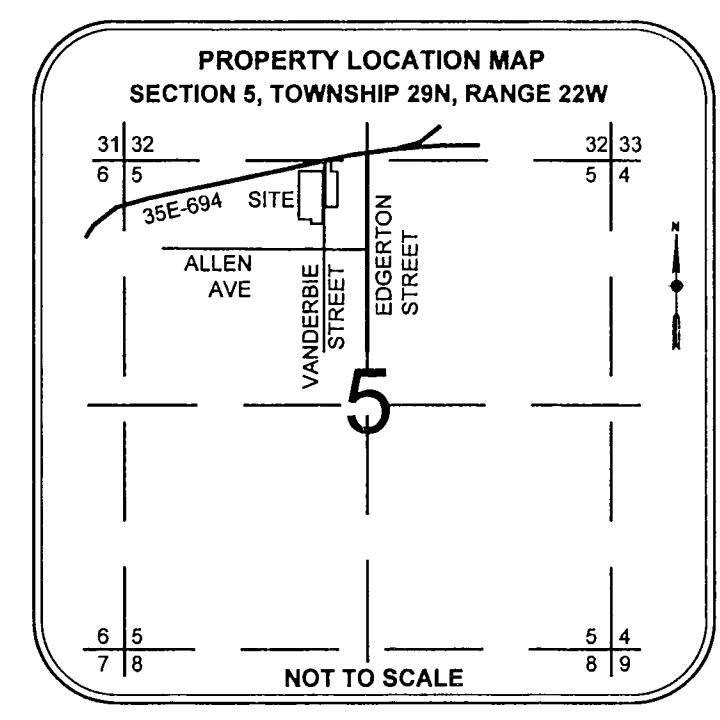 PROPERTY LOCATION MAP
SECTION 5, TOWNSHIP 29N, RANGE 22W
31 32
6 5
32 33
5 4
35E-694
SITE
N
ALLEN
AVE
VANDERBIE
STREET
EDGERTON
STREET
5
6 5
7 8
5 4
8 9
NOT TO SCALE